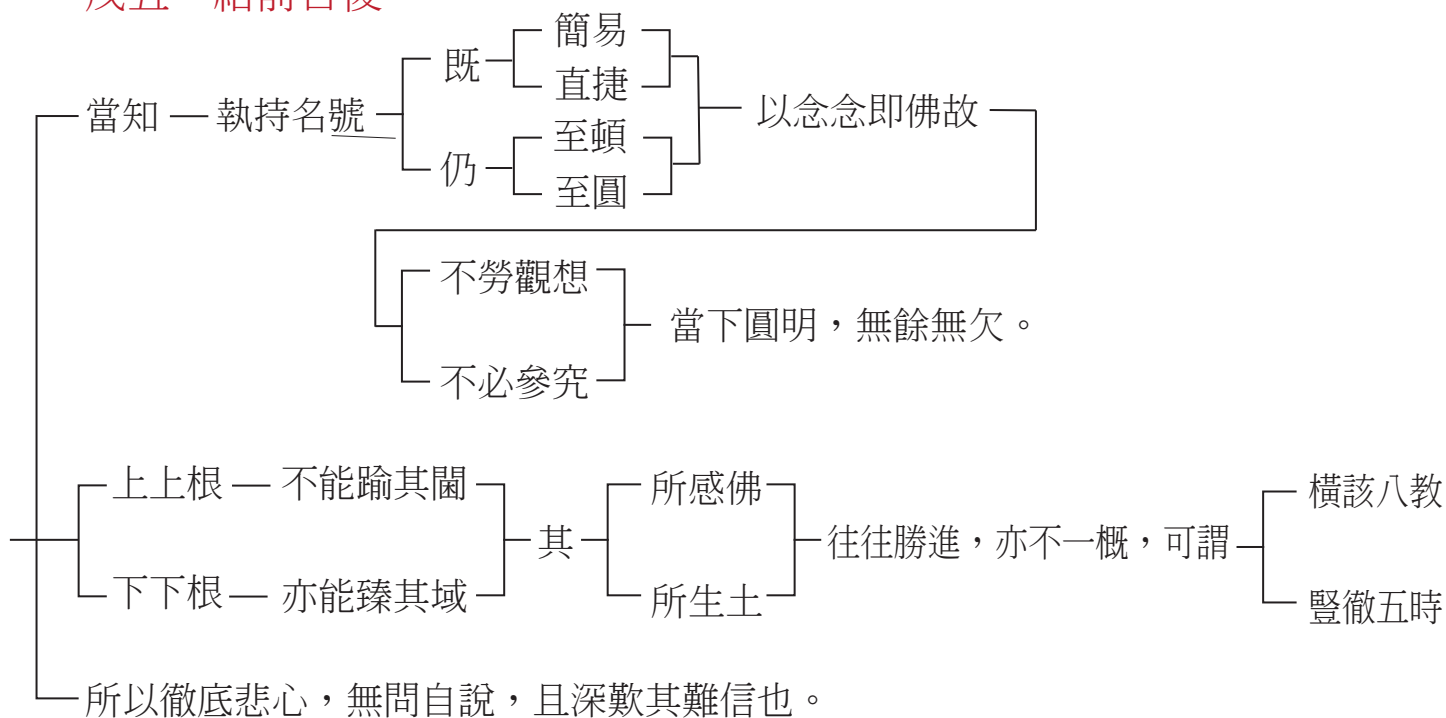 戊五 結前啓後
當知 執持名號 既 簡易 直捷 仍 至頓 至圓 以念念即佛故
不勞觀想 不必參究 當下圓明，無餘無欠。
上上根 不能踰其閫
下下根 亦能臻其域
其 所感佛 所生土 往往勝進，亦不一概，可謂 橫該八教 豎徹五時
所以徹底悲心，無問自說，且深歎其難信也。